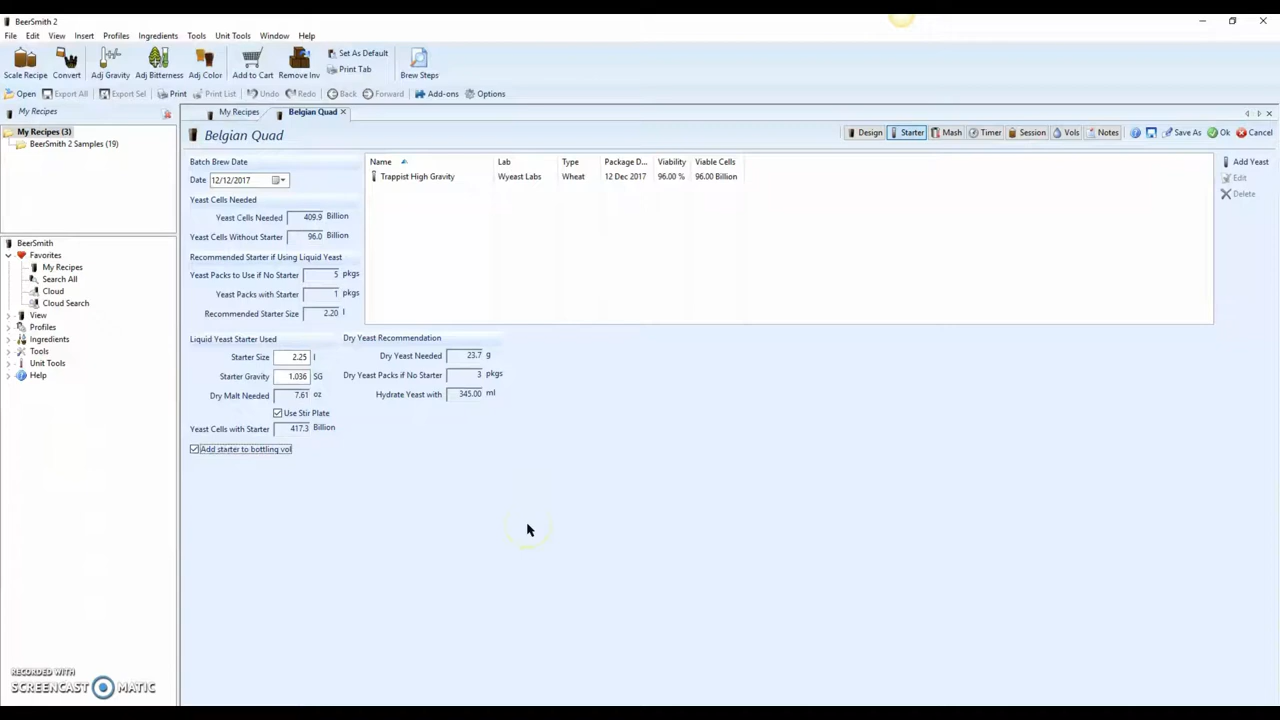 BeerSmith 2
File Edit View Insert Profiles Ingredients Tools Unit Tools Window Help
Scale Recipe Convert Adj Gravity Adj Bitterness Adj Color Add to Cart Remove Inv Set As Default Print Tab Brew Steps
Open Export All Export Sel Print Print List Undo Redo Back Forward Add-ons Options
My Recipes
My Recipes (3)
BeerSmith 2 Samples (19)
BeerSmith
Favorites
My Recipes
Search All
Cloud
Cloud Search
View
Profiles
Ingredients
Tools
Unit Tools
Help
My Recipes Belgian Quad
Belgian Quad
Design Starter Mash Timer Session Vols Notes Save As Ok Cancel
Batch Brew Date
Date 12/12/2017
Yeast Cells Needed
Yeast Cells Needed 409.9 Billion
Yeast Cells Without Starter 96.0 Billion
Recommended Starter if Using Liquid Yeast
Yeast Packs to Use if No Starter 5 pkgs
Yeast Packs with Starter 1 pkgs
Recommended Starter Size 2.20 l
Name Lab Type Package D... Viability Viable Cells
Trappist High Gravity Wyeast Labs Wheat 12 Dec 2017 96.00 % 96.00 Billion
Add Yeast
Edit
Delete
Liquid Yeast Starter Used
Starter Size 2.25 l
Starter Gravity 1.036 SG
Dry Malt Needed 7.61 oz
Use Stir Plate
Yeast Cells with Starter 417.3 Billion
Add starter to bottling vol
Dry Yeast Recommendation
Dry Yeast Needed 23.7 g
Dry Yeast Packs if No Starter 3 pkgs
Hydrate Yeast with 345.00 ml
RECORDED WITH
SCREENCAST MATIC